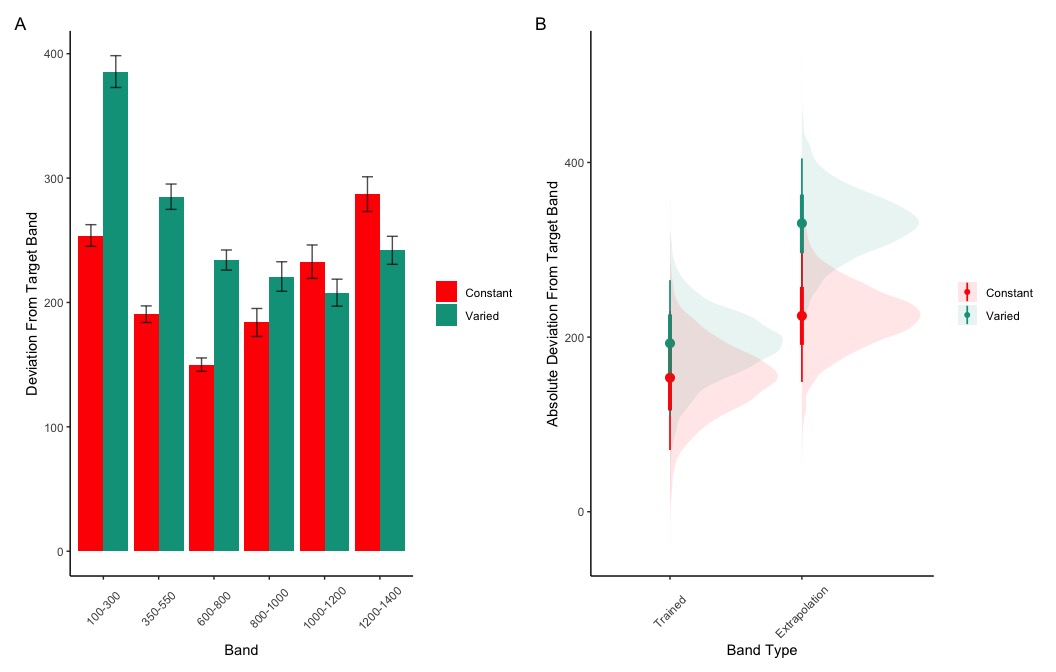 A
Deviation From Target Band
400
300
200
100
0
100-300
350-550
600-800
800-1000
1000-1200
1200-1400
Band
Constant
Varied
B
Absolute Deviation From Target Band
400
200
0
Trained
Extrapolation
Band Type
Constant
Varied